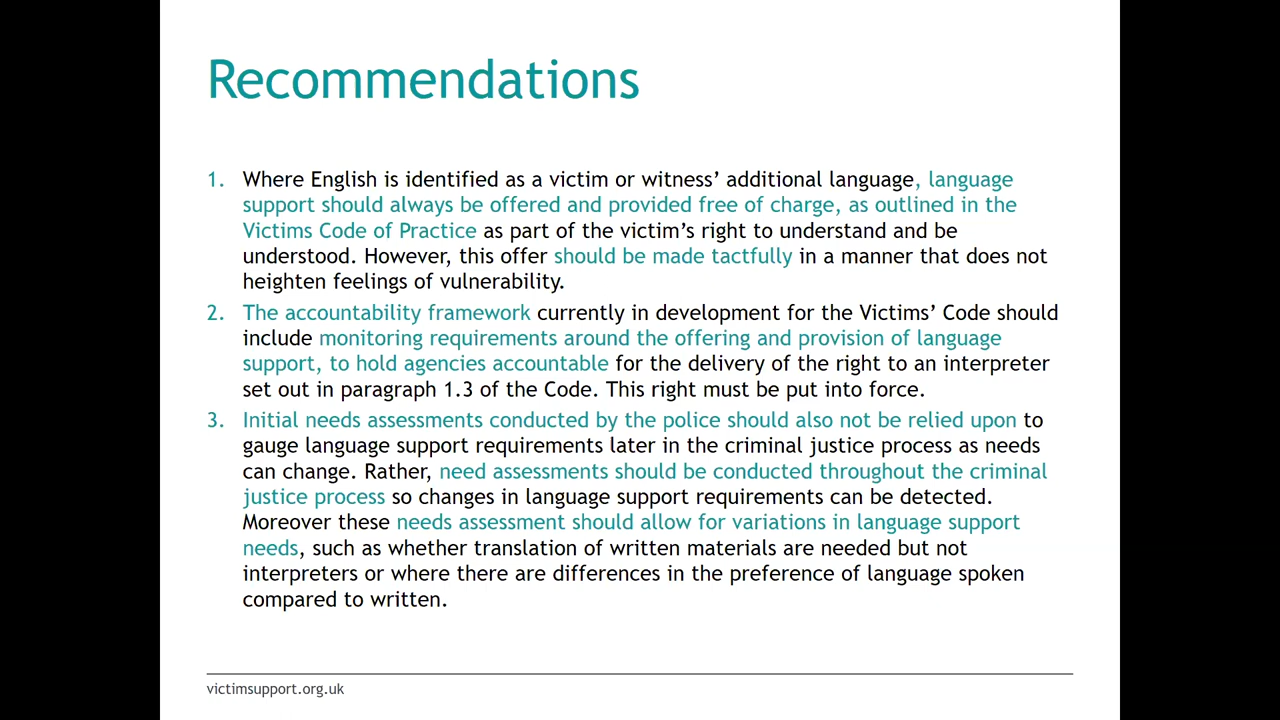 Recommendations
1. Where English is identified as a victim or witness’ additional language, language
support should always be offered and provided free of charge, as outlined in the
Victims Code of Practice as part of the victim’s right to understand and be
understood. However, this offer should be made tactfully in a manner that does not
heighten feelings of vulnerability.
2. The accountability framework currently in development for the Victims’ Code should
include monitoring requirements around the offering and provision of language
support, to hold agencies accountable for the delivery of the right to an interpreter
set out in paragraph 1.3 of the Code. This right must be put into force.
3. Initial needs assessments conducted by the police should also not be relied upon to
gauge language support requirements later in the criminal justice process as needs
can change. Rather, need assessments should be conducted throughout the criminal
justice process so changes in language support requirements can be detected.
Moreover these needs assessment should allow for variations in language support
needs, such as whether translation of written materials are needed but not
interpreters or where there are differences in the preference of language spoken
compared to written.
victimsupport.org.uk